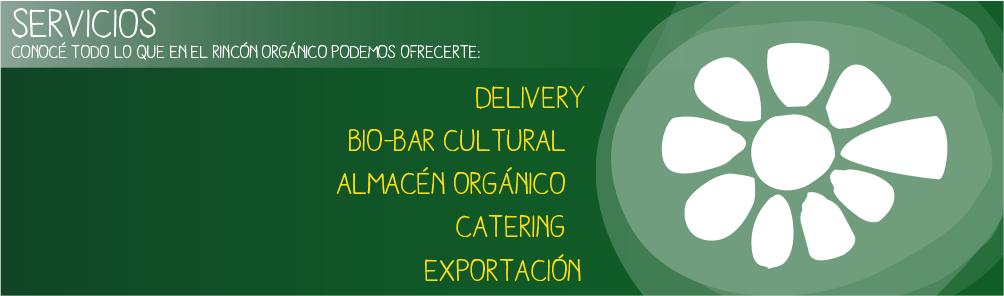 SERVICIOS
CONOCÉ TODO LO QUE EN EL RINCÓN ORGÁNICO PODEMOS OFRECERTE:
DELIVERY
BIO-BAR CULTURAL
ALMACÉN ORGÁNICO
CATERING
EXPORTACIÓN